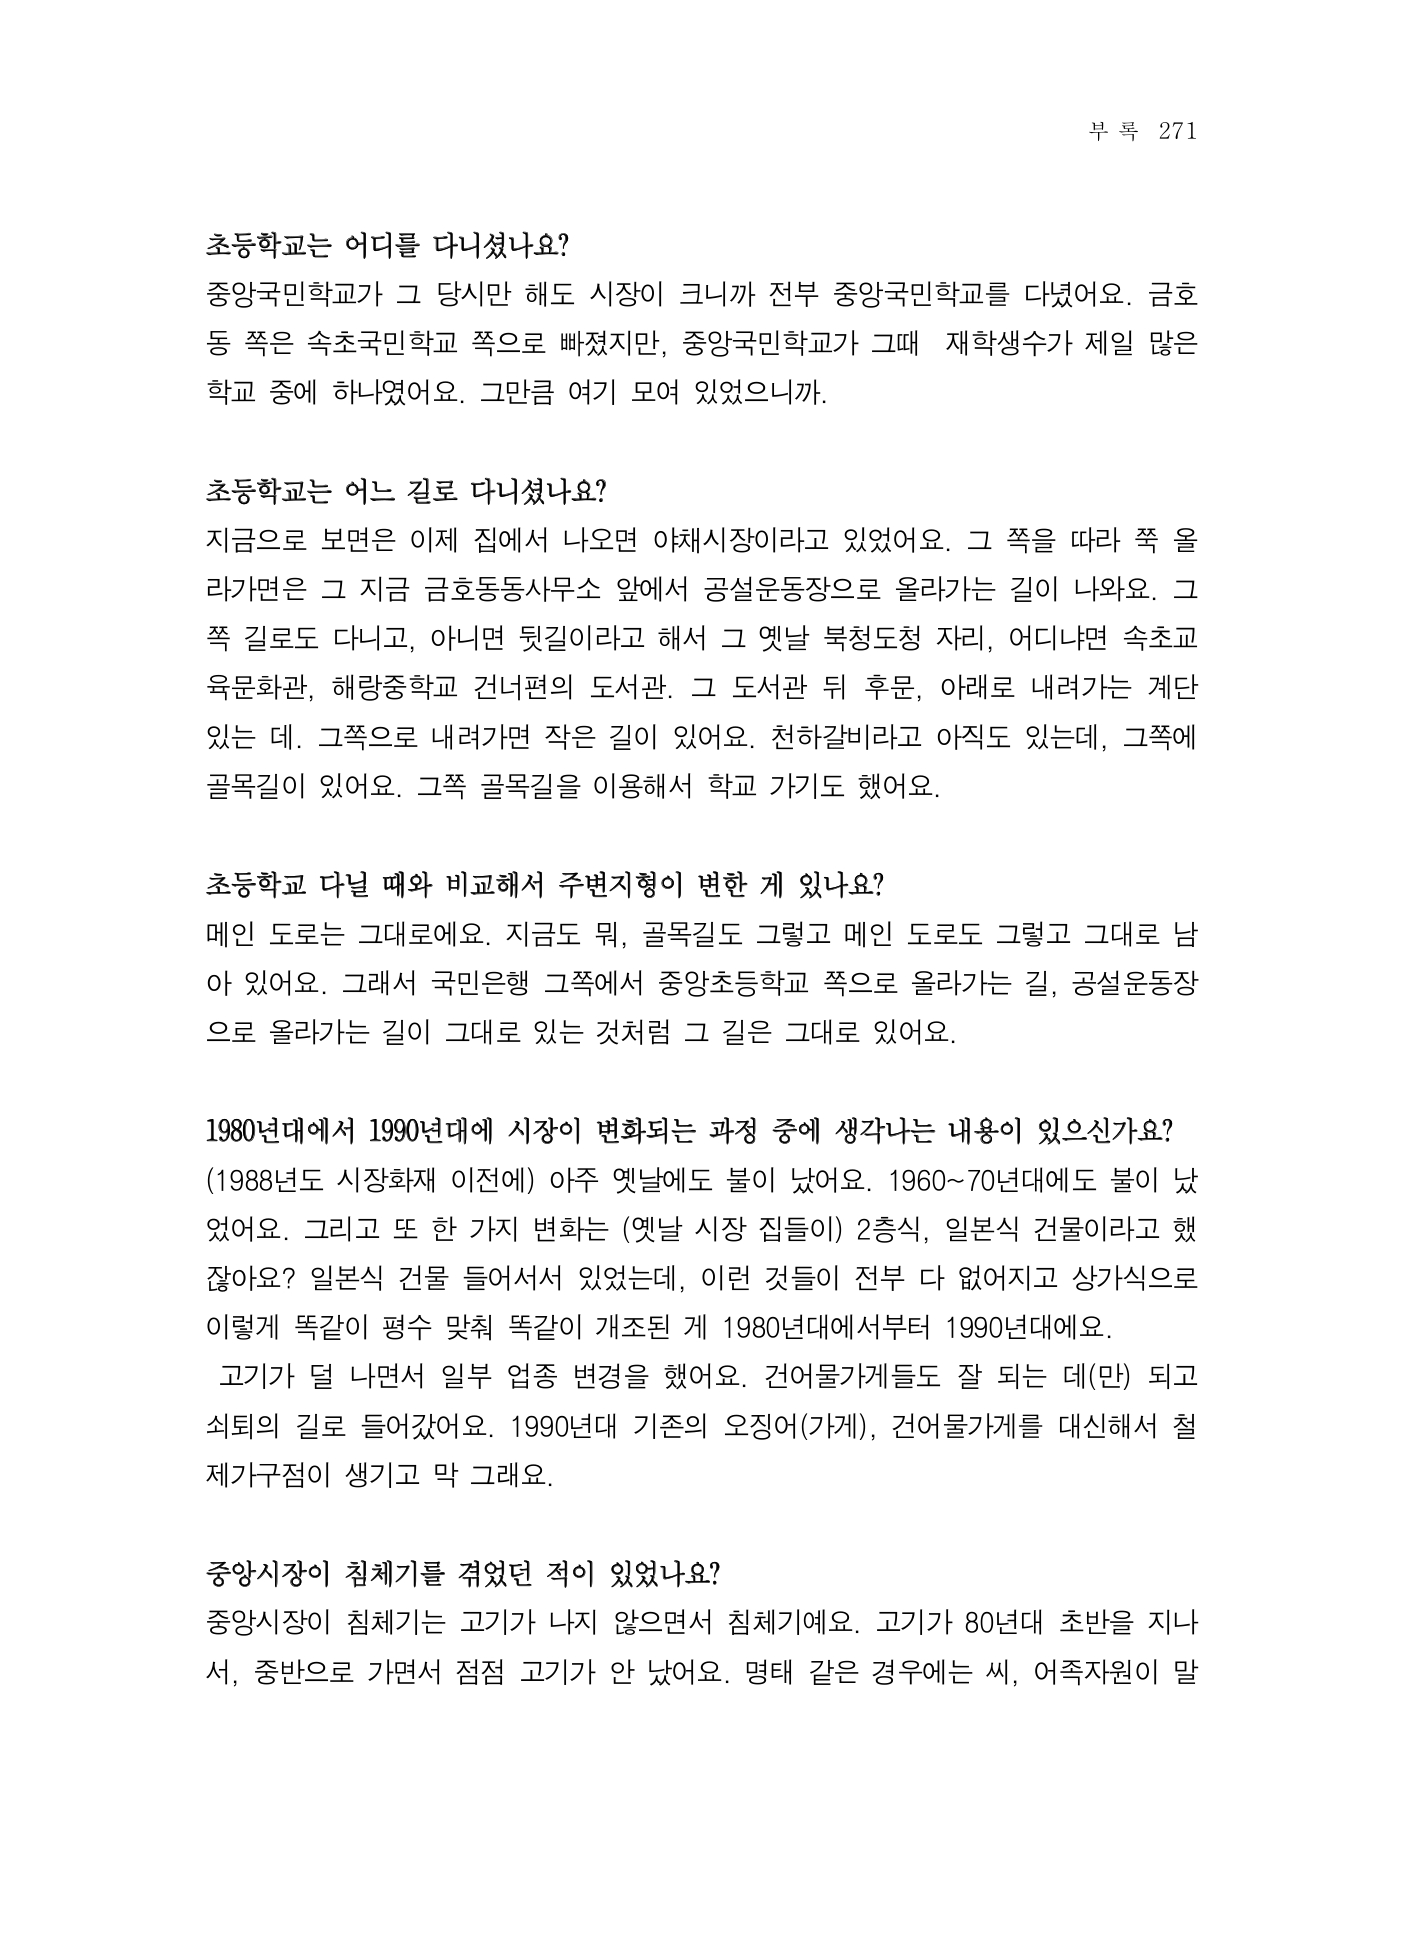 부 록 271
초등학교는 어디를 다니셨나요?
중앙국민학교가 그 당시만 해도 시장이 크니까 전부 중앙국민학교를 다녔어요. 금호
동 쪽은 속초국민학교 쪽으로 빠졌지만, 중앙국민학교가 그때 재학생수가 제일 많은
학교 중에 하나였어요. 그만큼 여기 모여 있었으니까.
초등학교는 어느 길로 다니셨나요?
지금으로 보면은 이제 집에서 나오면 야채시장이라고 있었어요. 그 쪽을 따라 쭉 올
라가면은 그 지금 금호동동사무소 앞에서 공설운동장으로 올라가는 길이 나와요. 그
쪽 길로도 다니고, 아니면 뒷길이라고 해서 그 옛날 북청도청 자리, 어디냐면 속초교
육문화관, 해랑중학교 건너편의 도서관. 그 도서관 뒤 후문, 아래로 내려가는 계단
있는 데. 그쪽으로 내려가면 작은 길이 있어요. 천하갈비라고 아직도 있는데, 그쪽에
골목길이 있어요. 그쪽 골목길을 이용해서 학교 가기도 했어요.
초등학교 다닐 때와 비교해서 주변지형이 변한 게 있나요?
메인 도로는 그대로에요. 지금도 뭐, 골목길도 그렇고 메인 도로도 그렇고 그대로 남
아 있어요. 그래서 국민은행 그쪽에서 중앙초등학교 쪽으로 올라가는 길, 공설운동장
으로 올라가는 길이 그대로 있는 것처럼 그 길은 그대로 있어요.
1980년대에서 1990년대에 시장이 변화되는 과정 중에 생각나는 내용이 있으신가요?
(1988년도 시장화재 이전에) 아주 옛날에도 불이 났어요. 1960~70년대에도 불이 났
었어요. 그리고 또 한 가지 변화는 (옛날 시장 집들이) 2층식, 일본식 건물이라고 했
잖아요? 일본식 건물 들어서서 있었는데, 이런 것들이 전부 다 없어지고 상가식으로
이렇게 똑같이 평수 맞춰 똑같이 개조된 게 1980년대에서부터 1990년대에요.
고기가 덜 나면서 일부 업종 변경을 했어요. 건어물가게들도 잘 되는 데(만) 되고
쇠퇴의 길로 들어갔어요. 1990년대 기존의 오징어(가게), 건어물가게를 대신해서 철
제가구점이 생기고 막 그래요.
중앙시장이 침체기를 겪었던 적이 있었나요?
중앙시장이 침체기는 고기가 나지 않으면서 침체기예요. 고기가 80년대 초반을 지나
서, 중반으로 가면서 점점 고기가 안 났어요. 명태 같은 경우에는 씨, 어족자원이 말